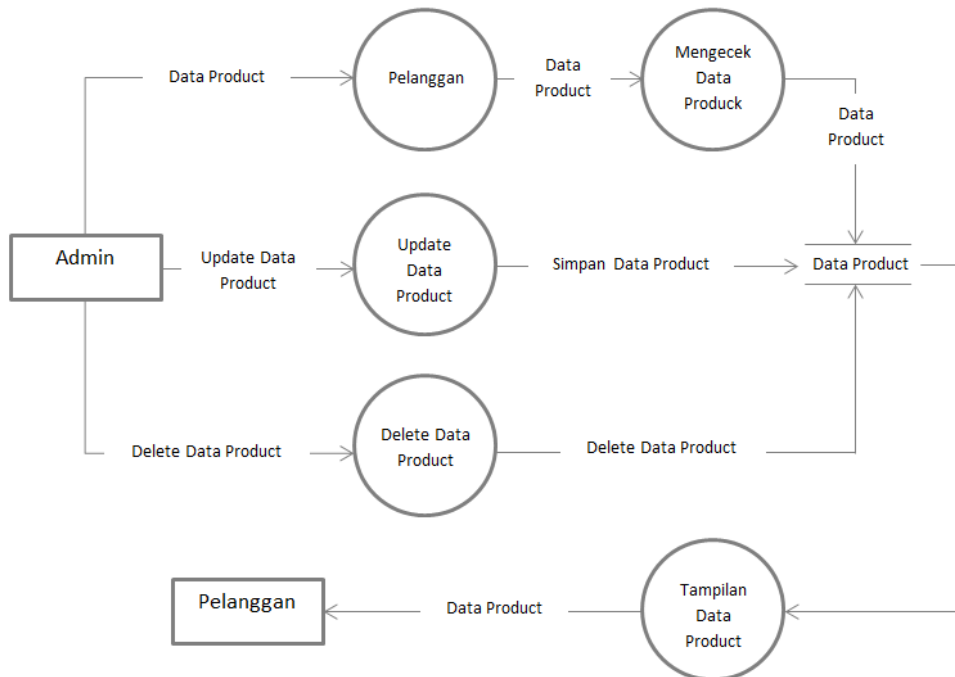 Data Product
Pelanggan
Data
Product
Mengecek
Data
Produck
Data
Product
Admin
Update Data
Product
Update
Data
Product
Simpan Data Product
Data Product
Delete Data Product
Delete Data
Product
Delete Data Product
Pelanggan
Data Product
Tampilan
Data
Product